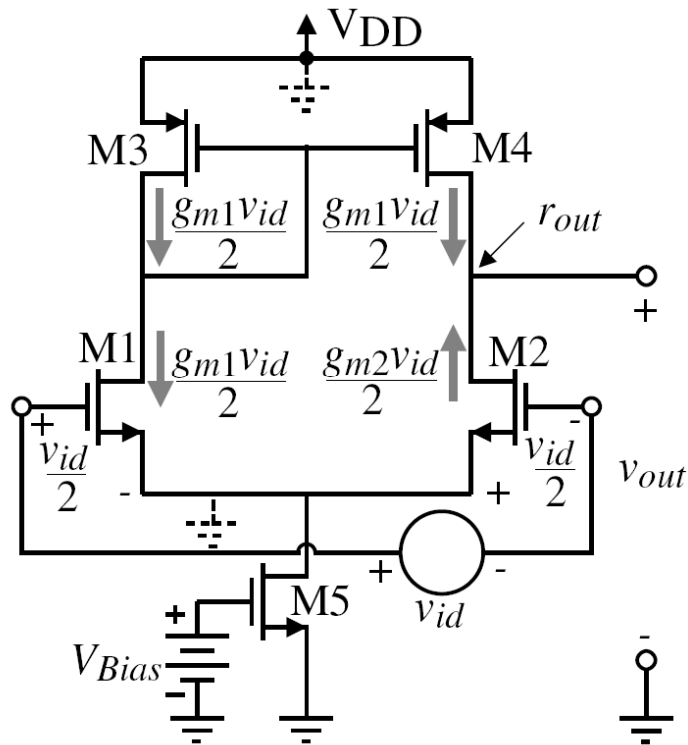 VDD
M3
M4
gm1vid
2
gm1vid
2
rout
+
M1
gm1vid
2
gm2vid
2
M2
+
vid
2
-
-
vid
2
+
vout
+
-
vid
M5
+
VBias
-
-